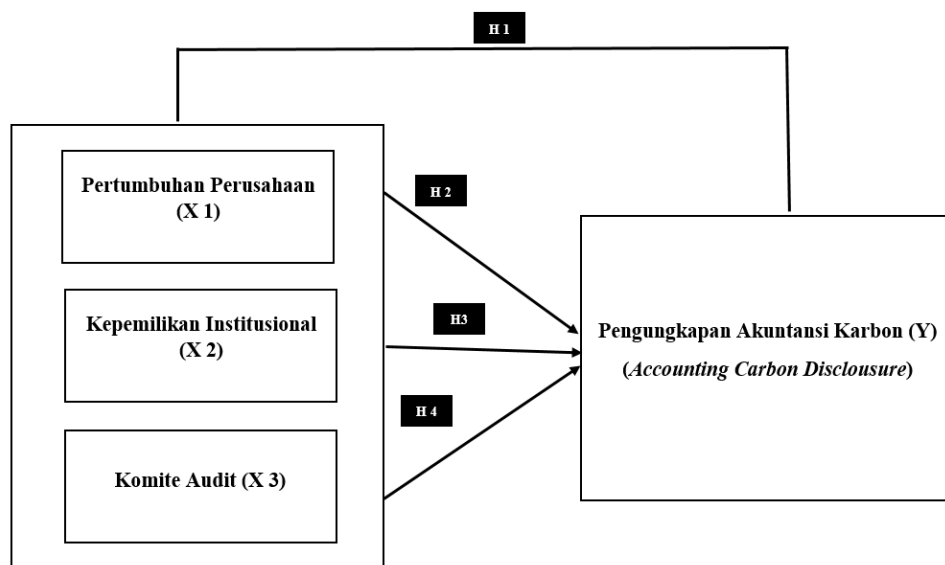 H 1
Pertumbuhan Perusahaan
(X 1)
H 2
Kepemilikan Institusional
(X 2)
H3
Pengungkapan Akuntansi Karbon (Y)
(Accounting Carbon Disclousure)
H 4
Komite Audit (X 3)